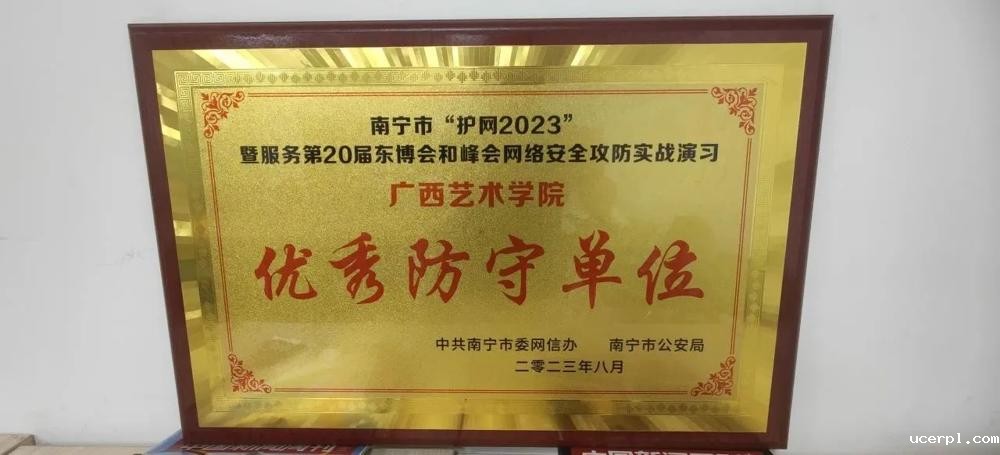 南宁市“护网2023”
暨服务第20届东博会和峰会网络安全攻防实战演习
广西艺术学院
优秀防守单位
中共南宁市委网信办 南宁市公安局
二零二三年八月
ucerpl.com